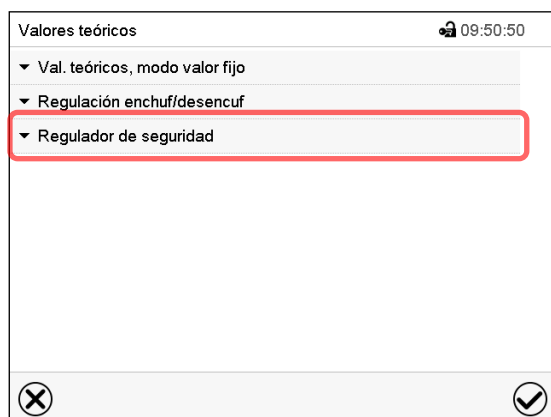 Valores teóricos 09:50:50
Val. teóricos, modo valor fijo
Regulación enchuf/desencuf
Regulador de seguridad